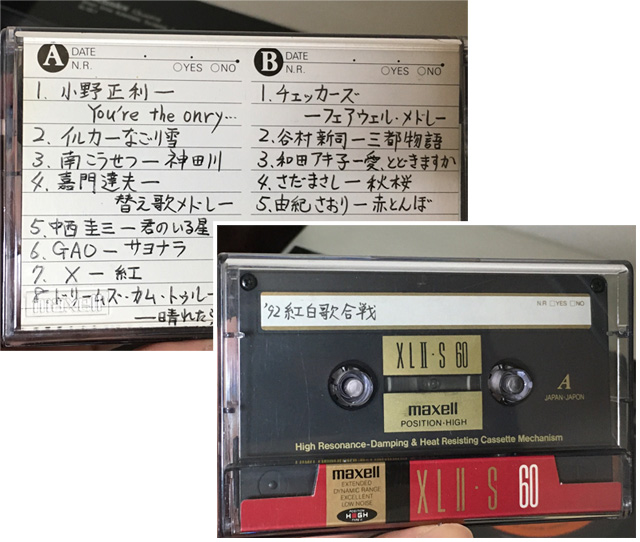 A DATE
N.R. ○YES ○NO
1. 小野正利ー
You're the onry...
2. イルカーなごり雪
3. 南こうせつー神田川
4. 嘉門達夫ー
替え歌メドレー
5. 中西圭三ー君のいる星
6. GAOーサヨナラ
7. Xー紅
8. ドリームズ・カム・トゥルー
ー晴れた
maxell
B DATE
N.R. ○YES ○NO
1. チェッカーズ
ーフェアウェル・メドレー
2. 谷村新司ー三都物語
3. 和田アキ子ー愛、とどきますか
4. さだまさしー秋桜
5. 由紀さおりー赤とんぼ
N.R □YES □NO
'92 紅白歌合戦
XLⅡ・S 60
maxell
POSITION・HIGH
A
JAPAN-JAPON
High Resonance-Damping & Heat Resisting Cassette Mechanism
maxell
EXTENDED
DYNAMIC RANGE
EXCELLENT
LOW NOISE
POSITION
HIGH
TYPE II
XLⅡ・S 60